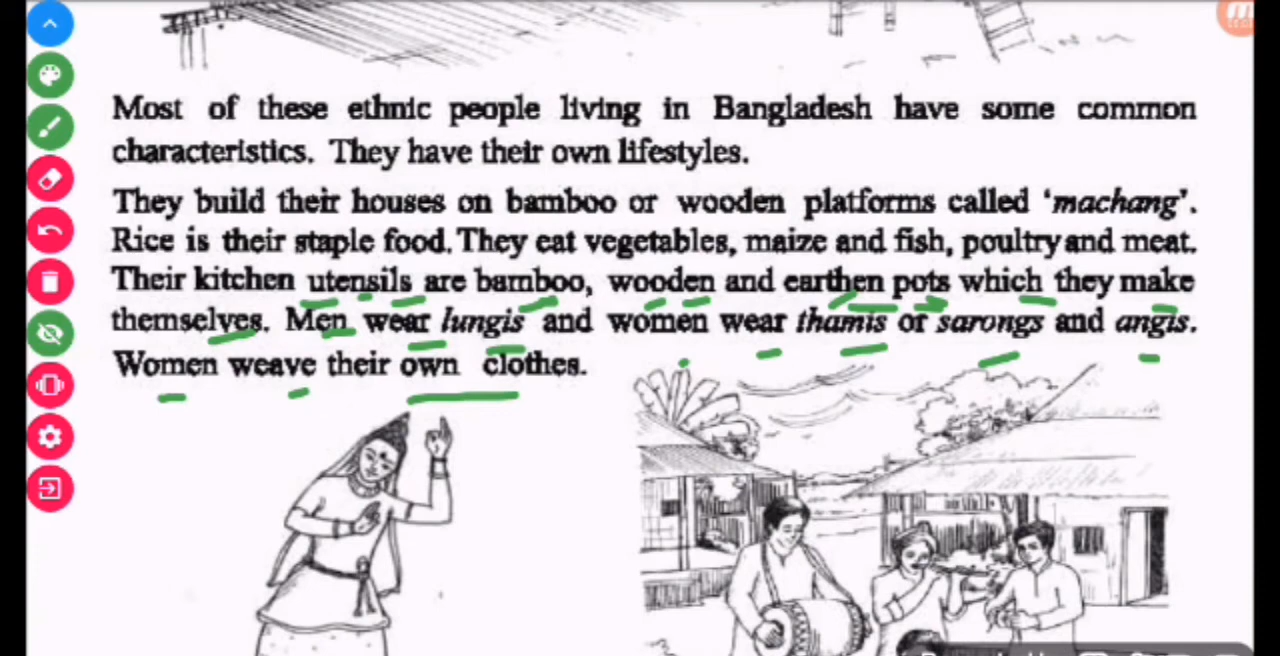 Most of these ethnic people living in Bangladesh have some common
characteristics. They have their own lifestyles.
They build their houses on bamboo or wooden platforms called ‘machang’.
Rice is their staple food. They eat vegetables, maize and fish, poultry and meat.
Their kitchen utensils are bamboo, wooden and earthen pots which they make
themselves. Men wear lungis and women wear thamis or sarongs and angis.
Women weave their own clothes.